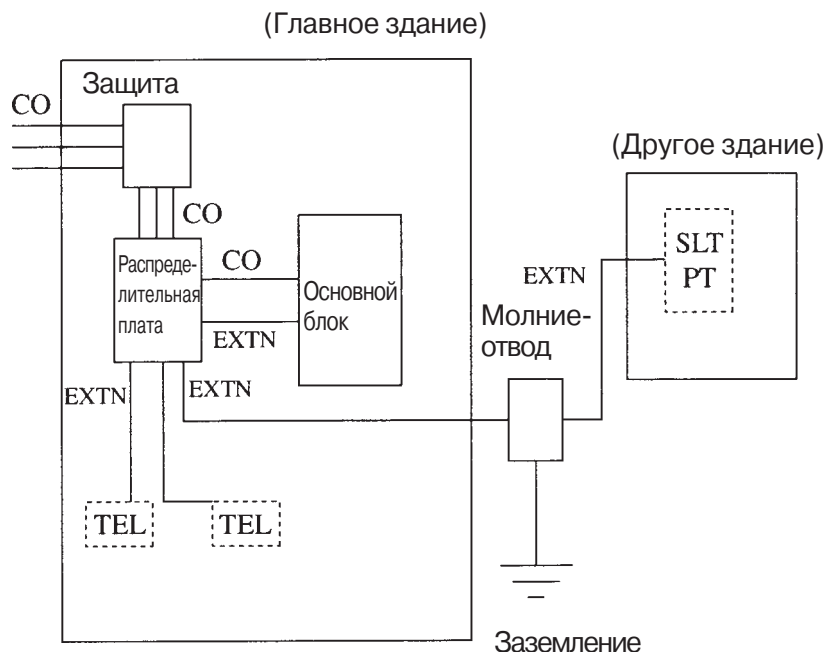 (Главное здание)
Защита
CO
(Другое здание)
CO
SLT
PT
Распреде-
лительная
плата
CO
EXTN
Основной
блок
EXTN
Молние-
отвод
EXTN
EXTN
TEL
TEL
Заземление